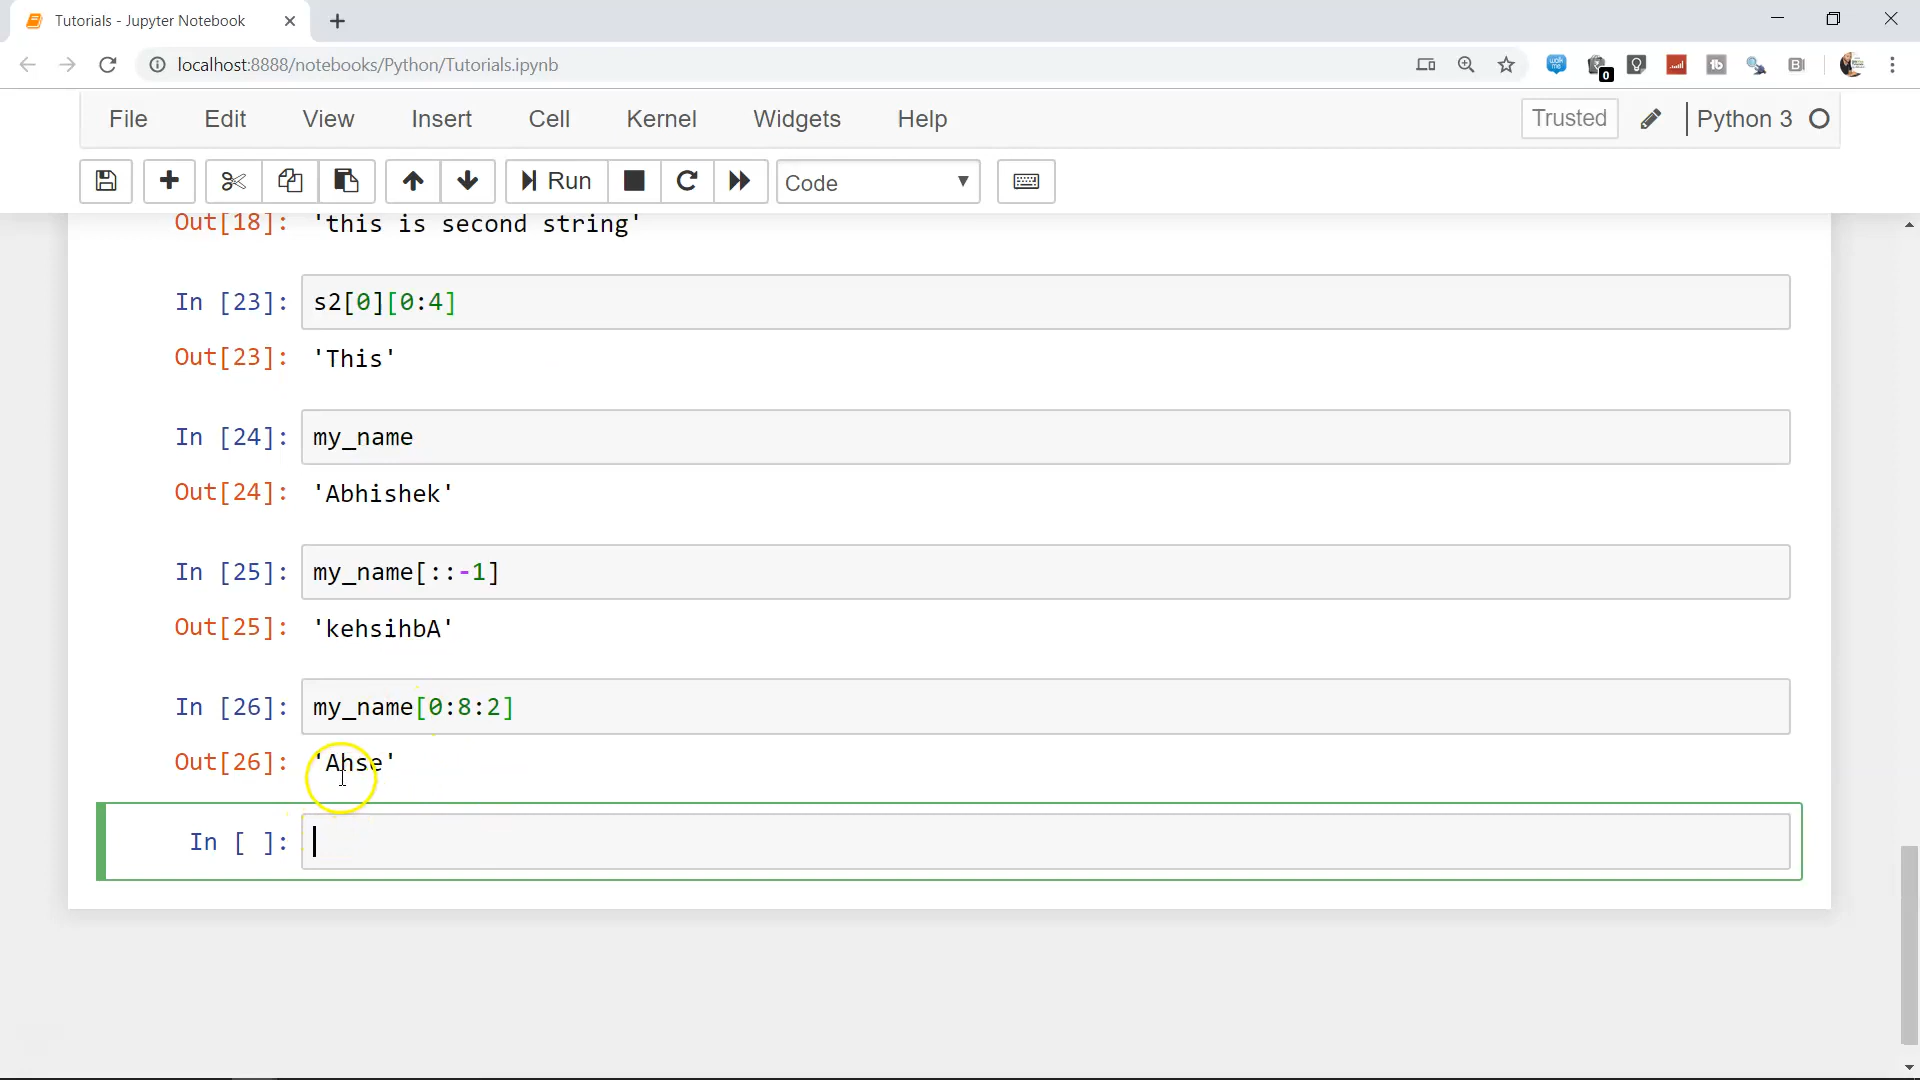 Tutorials - Jupyter Notebook
localhost:8888/notebooks/Python/Tutorials.ipynb
0
File Edit View Insert Cell Kernel Widgets Help Trusted Python 3
Run Code
Out[18]: 'this is second string'
In [23]: s2[0][0:4]
Out[23]: 'This'
In [24]: my_name
Out[24]: 'Abhishek'
In [25]: my_name[::-1]
Out[25]: 'kehsihbA'
In [26]: my_name[0:8:2]
Out[26]: 'Ahse'
In [ ]: